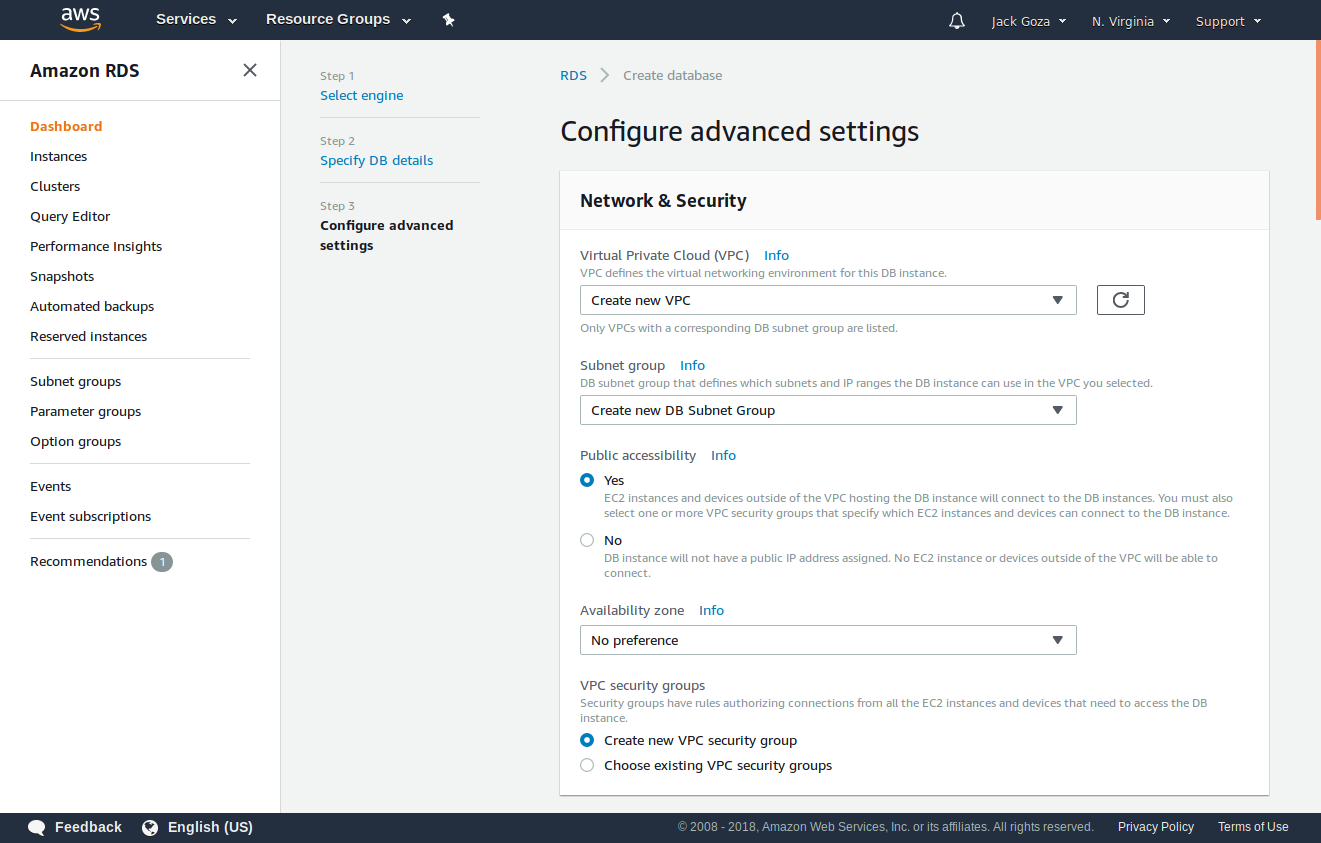 aws
Services
Resource Groups
Jack Goza
N. Virginia
Support
Amazon RDS
Dashboard
Instances
Clusters
Query Editor
Performance Insights
Snapshots
Automated backups
Reserved instances
Subnet groups
Parameter groups
Option groups
Events
Event subscriptions
Recommendations 1
Step 1
Select engine
Step 2
Specify DB details
Step 3
Configure advanced
settings
RDS
Create database
Configure advanced settings
Network & Security
Virtual Private Cloud (VPC) Info
VPC defines the virtual networking environment for this DB instance.
Create new VPC
Only VPCs with a corresponding DB subnet group are listed.
Subnet group Info
DB subnet group that defines which subnets and IP ranges the DB instance can use in the VPC you selected.
Create new DB Subnet Group
Public accessibility Info
Yes
EC2 instances and devices outside of the VPC hosting the DB instance will connect to the DB instances. You must also
select one or more VPC security groups that specify which EC2 instances and devices can connect to the DB instance.
No
DB instance will not have a public IP address assigned. No EC2 instance or devices outside of the VPC will be able to
connect.
Availability zone Info
No preference
VPC security groups
Security groups have rules authorizing connections from all the EC2 instances and devices that need to access the DB
instance.
Create new VPC security group
Choose existing VPC security groups
Feedback
English (US)
© 2008 - 2018, Amazon Web Services, Inc. or its affiliates. All rights reserved.
Privacy Policy
Terms of Use